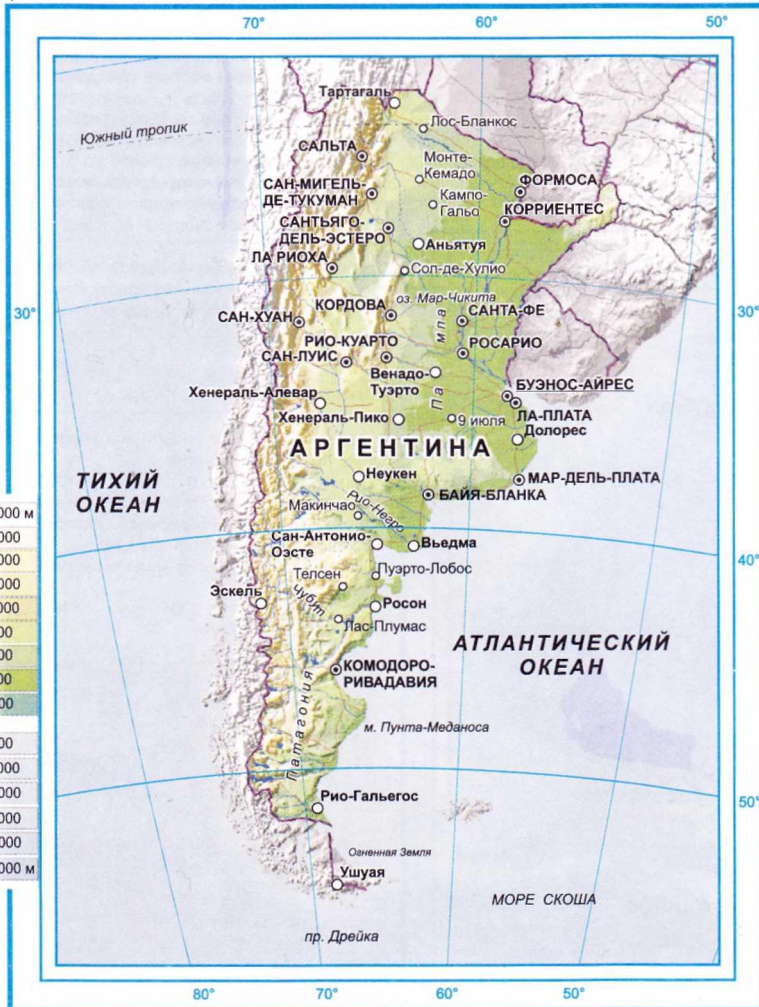 70°
60°
50°
Тартагаль
Лос-Бланкос
Южный тропик
САЛЬТА
Монте-
Кемадо
ФОРМОСА
САН-МИГЕЛЬ-
ДЕ-ТУКУМАН
Кампо-
Гальо
КОРРИЕНТЕС
САНТЬЯГО-
ДЕЛЬ-ЭСТЕРО
Аньятуя
ЛА РИОХА
Сол-де-Хулио
30°
30°
КОРДОВА
оз. Мар-Чикита
САН-ХУАН
САНТА-ФЕ
РИО-КУАРТО
РОСАРИО
САН-ЛУИС
Венадо-
Туэрто
Пампа
БУЭНОС-АЙРЕС
Хенераль-Алевар
ЛА-ПЛАТА
Хенераль-Пико
9 июля
Долорес
АРГЕНТИНА
ТИХИЙ
ОКЕАН
Неукен
МАР-ДЕЛЬ-ПЛАТА
БАЙЯ-БЛАНКА
Макинчао
Рио-Негро
Сан-Антонио-
Оэсте
Вьедма
40°
Телсен
Пуэрто-Лобос
Эскель
Чубут
Росон
Лас-Плумас
АТЛАНТИЧЕСКИЙ
ОКЕАН
КОМОДОРО-
РИВАДАВИЯ
Патагония
м. Пунта-Меданоса
50°
Рио-Гальегос
Огненная Земля
Ушуая
МОРЕ СКОША
пр. Дрейка
80°
70°
60°
50°